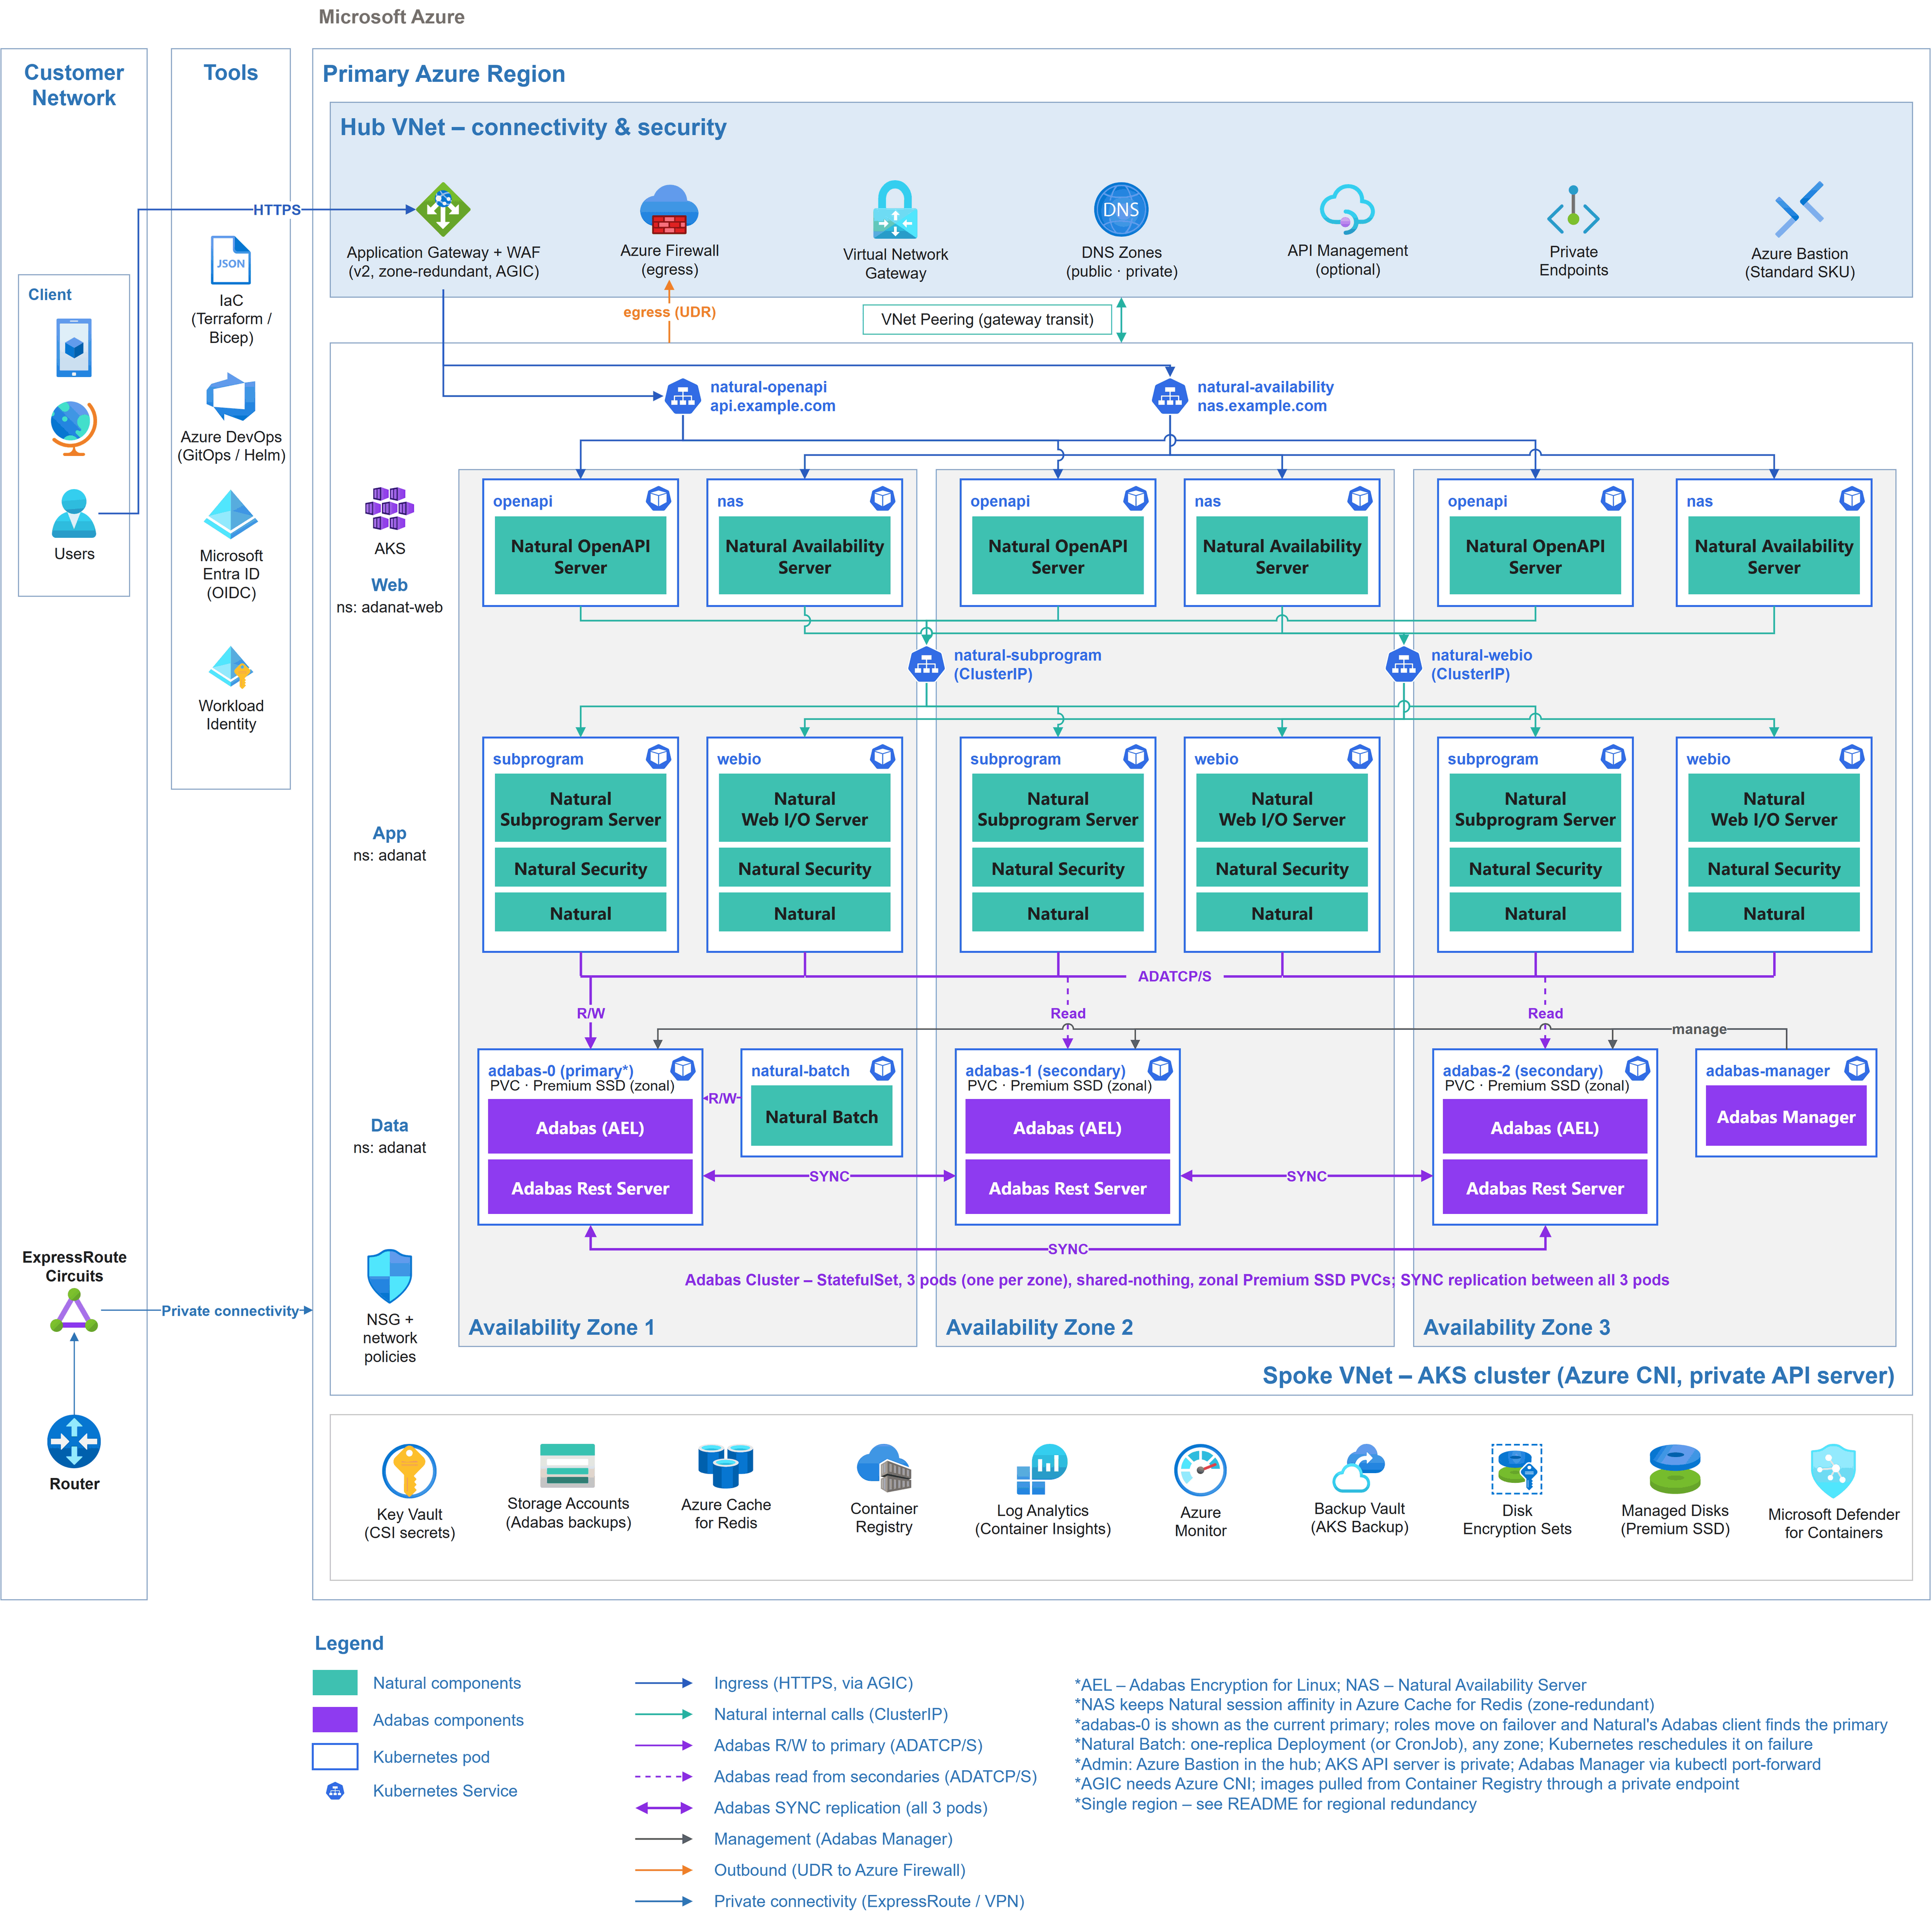 Microsoft Azure
Customer
Network
Tools
Primary Azure Region
Hub VNet – connectivity & security
HTTPS
Application Gateway + WAF
(v2, zone-redundant, AGIC)
Azure Firewall
(egress)
Virtual Network
Gateway
DNS
DNS Zones
(public · private)
API Management
(optional)
Private
Endpoints
Azure Bastion
(Standard SKU)
Client
Users
JSON
IaC
(Terraform /
Bicep)
Azure DevOps
(GitOps / Helm)
Microsoft
Entra ID
(OIDC)
Workload
Identity
egress (UDR)
VNet Peering (gateway transit)
natural-openapi
api.example.com
natural-availability
nas.example.com
AKS
Web
ns: adanat-web
openapi
Natural OpenAPI
Server
nas
Natural Availability
Server
openapi
Natural OpenAPI
Server
nas
Natural Availability
Server
openapi
Natural OpenAPI
Server
nas
Natural Availability
Server
natural-subprogram
(ClusterIP)
natural-webio
(ClusterIP)
App
ns: adanat
subprogram
Natural
Subprogram Server
Natural Security
Natural
webio
Natural
Web I/O Server
Natural Security
Natural
subprogram
Natural
Subprogram Server
Natural Security
Natural
webio
Natural
Web I/O Server
Natural Security
Natural
subprogram
Natural
Subprogram Server
Natural Security
Natural
webio
Natural
Web I/O Server
Natural Security
Natural
ADATCP/S
R/W
Read
Read
manage
Data
ns: adanat
adabas-0 (primary*)
PVC · Premium SSD (zonal)
Adabas (AEL)
Adabas Rest Server
R/W
natural-batch
Natural Batch
adabas-1 (secondary)
PVC · Premium SSD (zonal)
Adabas (AEL)
Adabas Rest Server
adabas-2 (secondary)
PVC · Premium SSD (zonal)
Adabas (AEL)
Adabas Rest Server
adabas-manager
Adabas Manager
SYNC
SYNC
SYNC
Adabas Cluster – StatefulSet, 3 pods (one per zone), shared-nothing, zonal Premium SSD PVCs; SYNC replication between all 3 pods
NSG +
network
policies
Availability Zone 1
Availability Zone 2
Availability Zone 3
Spoke VNet – AKS cluster (Azure CNI, private API server)
ExpressRoute
Circuits
Private connectivity
Router
Key Vault
(CSI secrets)
Storage Accounts
(Adabas backups)
Azure Cache
for Redis
Container
Registry
Log Analytics
(Container Insights)
Azure
Monitor
Backup Vault
(AKS Backup)
Disk
Encryption Sets
Managed Disks
(Premium SSD)
Microsoft Defender
for Containers
Legend
Natural components
Adabas components
Kubernetes pod
Kubernetes Service
Ingress (HTTPS, via AGIC)
Natural internal calls (ClusterIP)
Adabas R/W to primary (ADATCP/S)
Adabas read from secondaries (ADATCP/S)
Adabas SYNC replication (all 3 pods)
Management (Adabas Manager)
Outbound (UDR to Azure Firewall)
Private connectivity (ExpressRoute / VPN)
*AEL – Adabas Encryption for Linux; NAS – Natural Availability Server
*NAS keeps Natural session affinity in Azure Cache for Redis (zone-redundant)
*adabas-0 is shown as the current primary; roles move on failover and Natural's Adabas client finds the primary
*Natural Batch: one-replica Deployment (or CronJob), any zone; Kubernetes reschedules it on failure
*Admin: Azure Bastion in the hub; AKS API server is private; Adabas Manager via kubectl port-forward
*AGIC needs Azure CNI; images pulled from Container Registry through a private endpoint
*Single region – see README for regional redundancy